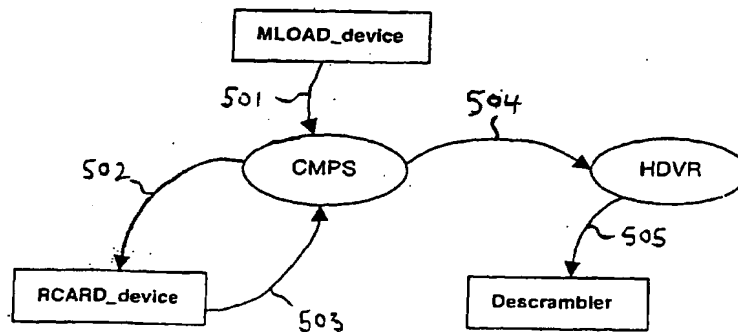 MLOAD_device
501
504
502
CMPS
HDVR
505
RCARD_device
503
Descrambler